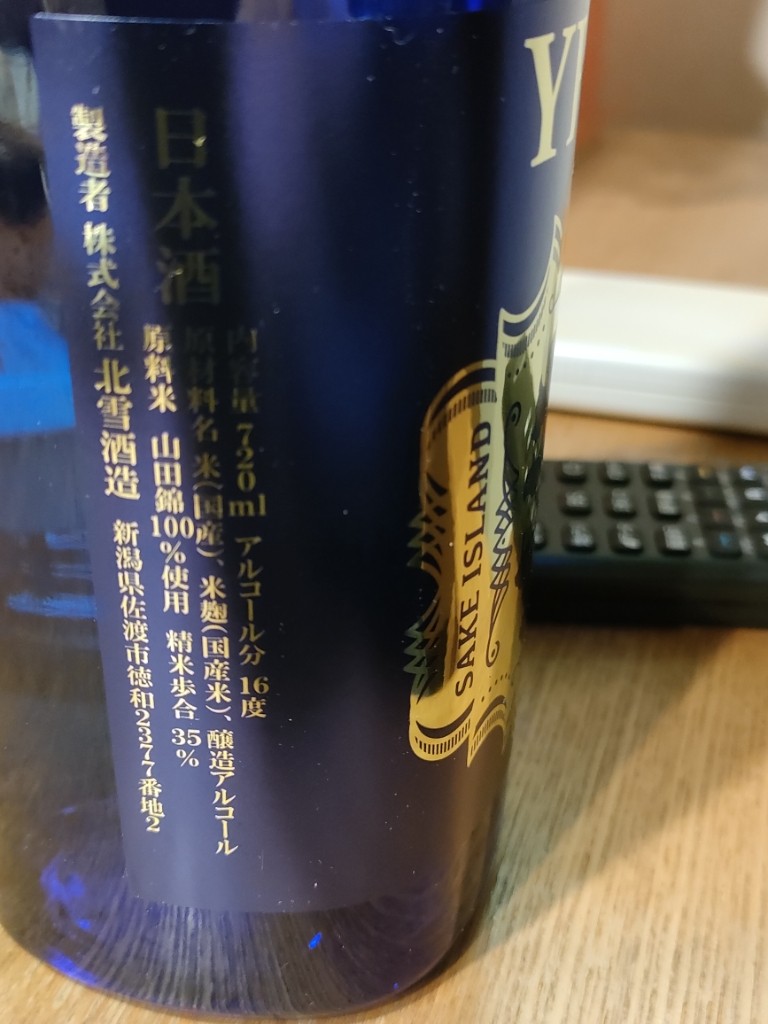 日本酒
内容量 720ml アルコール分 16度
原材料名 米(国産)、米麹(国産米)、醸造アルコール
原料米 山田錦100%使用 精米歩合 35%
製造者 株式会社 北雪酒造 新潟県佐渡市徳和2377番地2
SAKE ISLAND